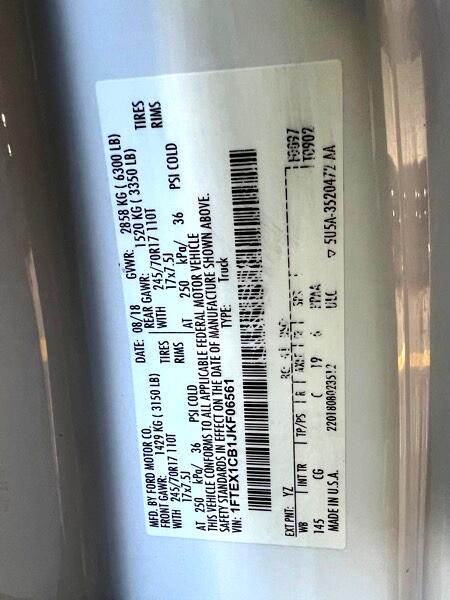 MFD. BY FORD MOTOR CO.
DATE: 08/18 GVWR: 2858 KG ( 6300 LB)
FRONT GAWR: 1429 KG ( 3150 LB) REAR GAWR: 1520 KG ( 3350 LB)
WITH 245/70R17 110T TIRES WITH 245/70R17 110T TIRES
17x7.5J RIMS 17x7.5J RIMS
AT 250 kPa/ 36 PSI COLD AT 250 kPa/ 36 PSI COLD
THIS VEHICLE CONFORMS TO ALL APPLICABLE FEDERAL MOTOR VEHICLE
SAFETY STANDARDS IN EFFECT ON THE DATE OF MANUFACTURE SHOWN ABOVE.
VIN: 1FTEX1CB1JKF06561 TYPE: Truck
EXT PNT: YZ RC: 41
WB INT TR TP/PS R AXLE
T0902
145 CG C 19 6 ULC
MADE IN U.S.A. 2201808023512 ▽ 5U5A-3520472 AA